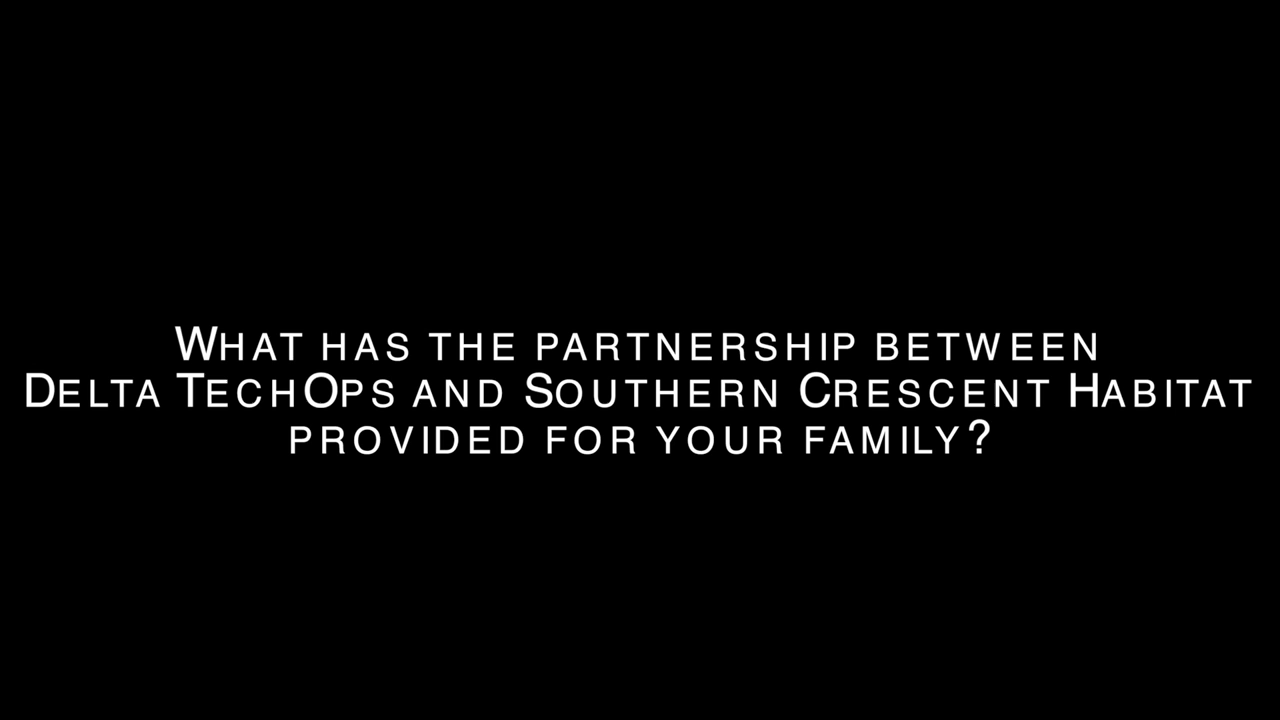 What has the partnership between
Delta TechOps and Southern Crescent Habitat
provided for your family?